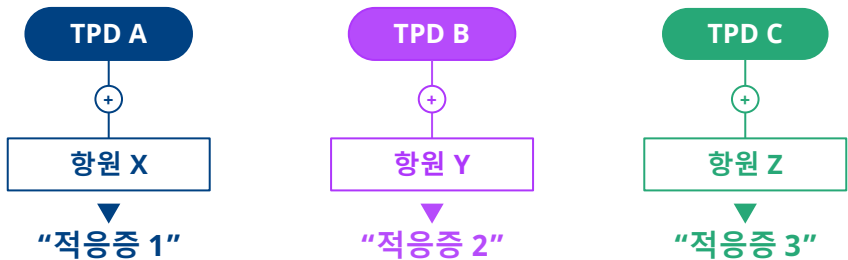 TPD A
TPD B
TPD C
+
+
+
항원 X
항원 Y
항원 Z
“적응증 1”
“적응증 2”
“적응증 3”